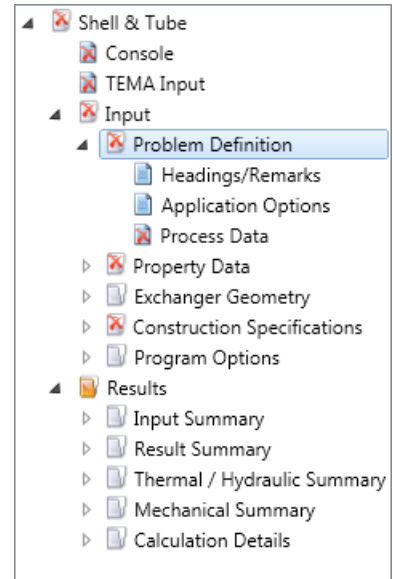 Shell & Tube
Console
TEMA Input
Input
Problem Definition
Headings/Remarks
Application Options
Process Data
Property Data
Exchanger Geometry
Construction Specifications
Program Options
Results
Input Summary
Result Summary
Thermal / Hydraulic Summary
Mechanical Summary
Calculation Details